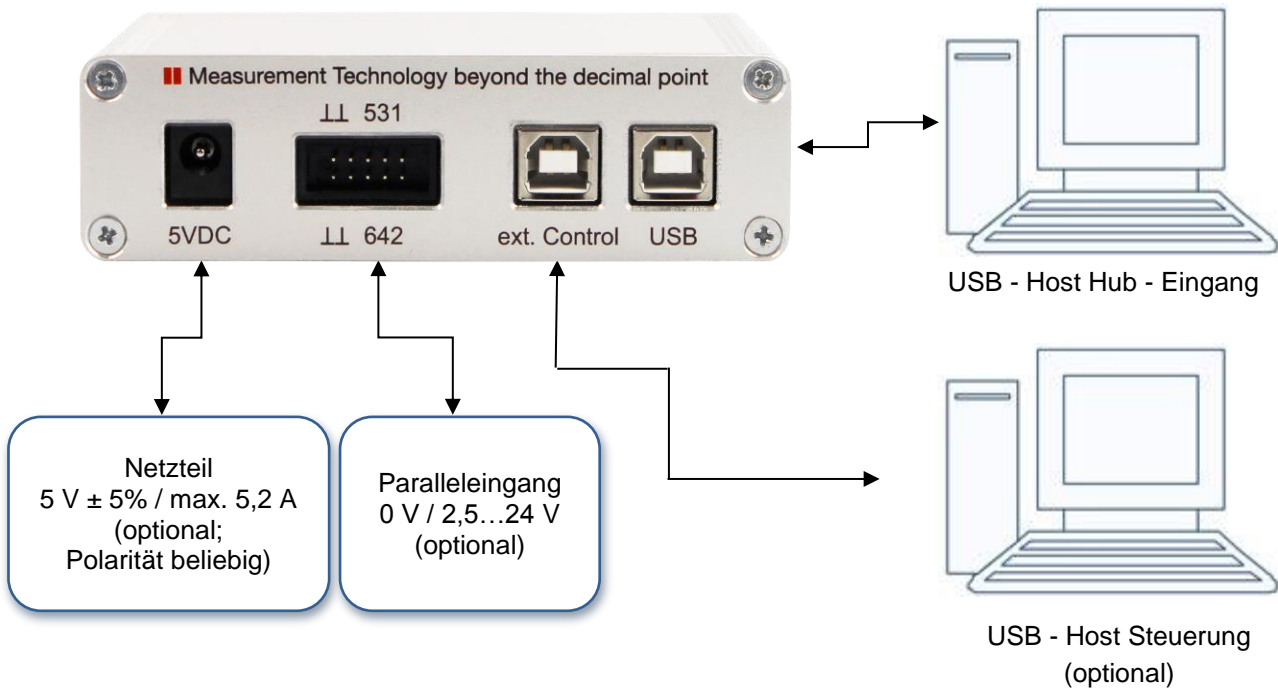 Measurement Technology beyond the decimal point
⊥⊥ 531
5VDC
⊥⊥ 642
ext. Control
USB
USB - Host Hub - Eingang
Netzteil
5 V ± 5% / max. 5,2 A
(optional;
Polarität beliebig)
Paralleleingang
0 V / 2,5…24 V
(optional)
USB - Host Steuerung
(optional)